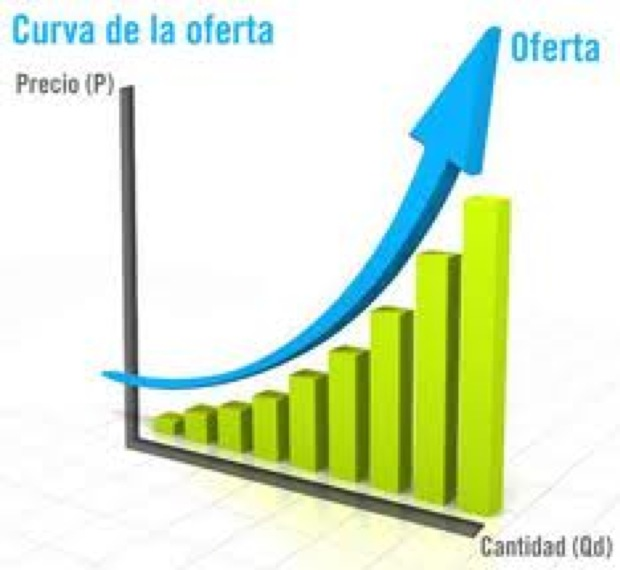 Curva de la oferta
Oferta
Precio (P)
Cantidad (Qd)